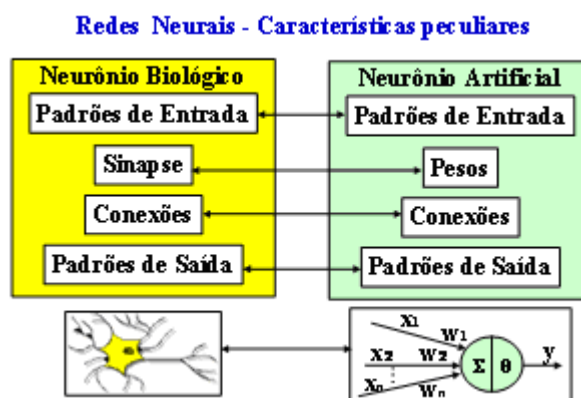 Redes Neurais - Características peculiares
Neurônio Biológico
Padrões de Entrada
Sinapse
Conexões
Padrões de Saída
Neurônio Artificial
Padrões de Entrada
Pesos
Conexões
Padrões de Saída
x1
w1
x2
w2
xn
wn
Σ
θ
y